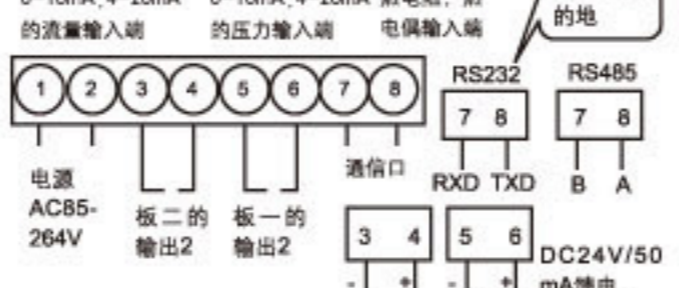 的流量输入端 的压力输入端 电偶输入端
的地
RS232 RS485
1 2 3 4 5 6 7 8
7 8 7 8
通信口
RXD TXD B A
电源
AC85-
264V
板二的
输出2
板一的
输出2
3 4 5 6
DC24V/50
- + - +